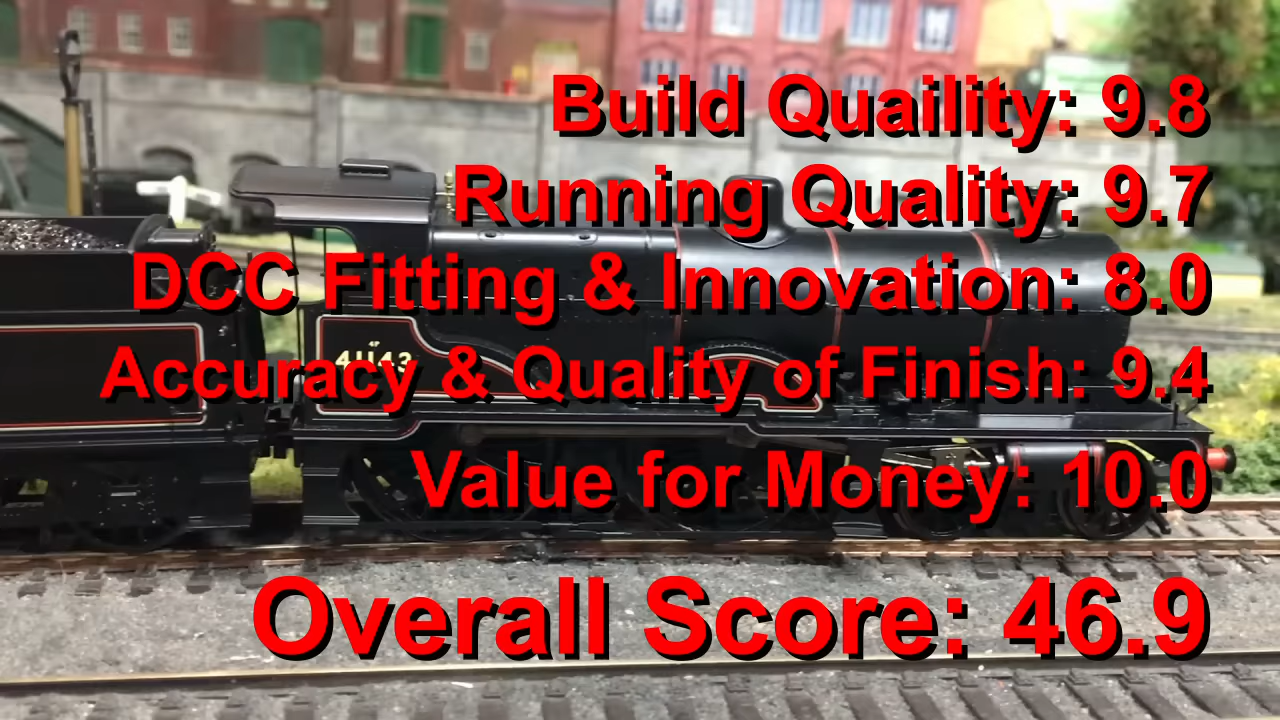 Build Quaility: 9.8
Running Quality: 9.7
DCC Fitting & Innovation: 8.0
Accuracy & Quality of Finish: 9.4
41143
Value for Money: 10.0
Overall Score: 46.9